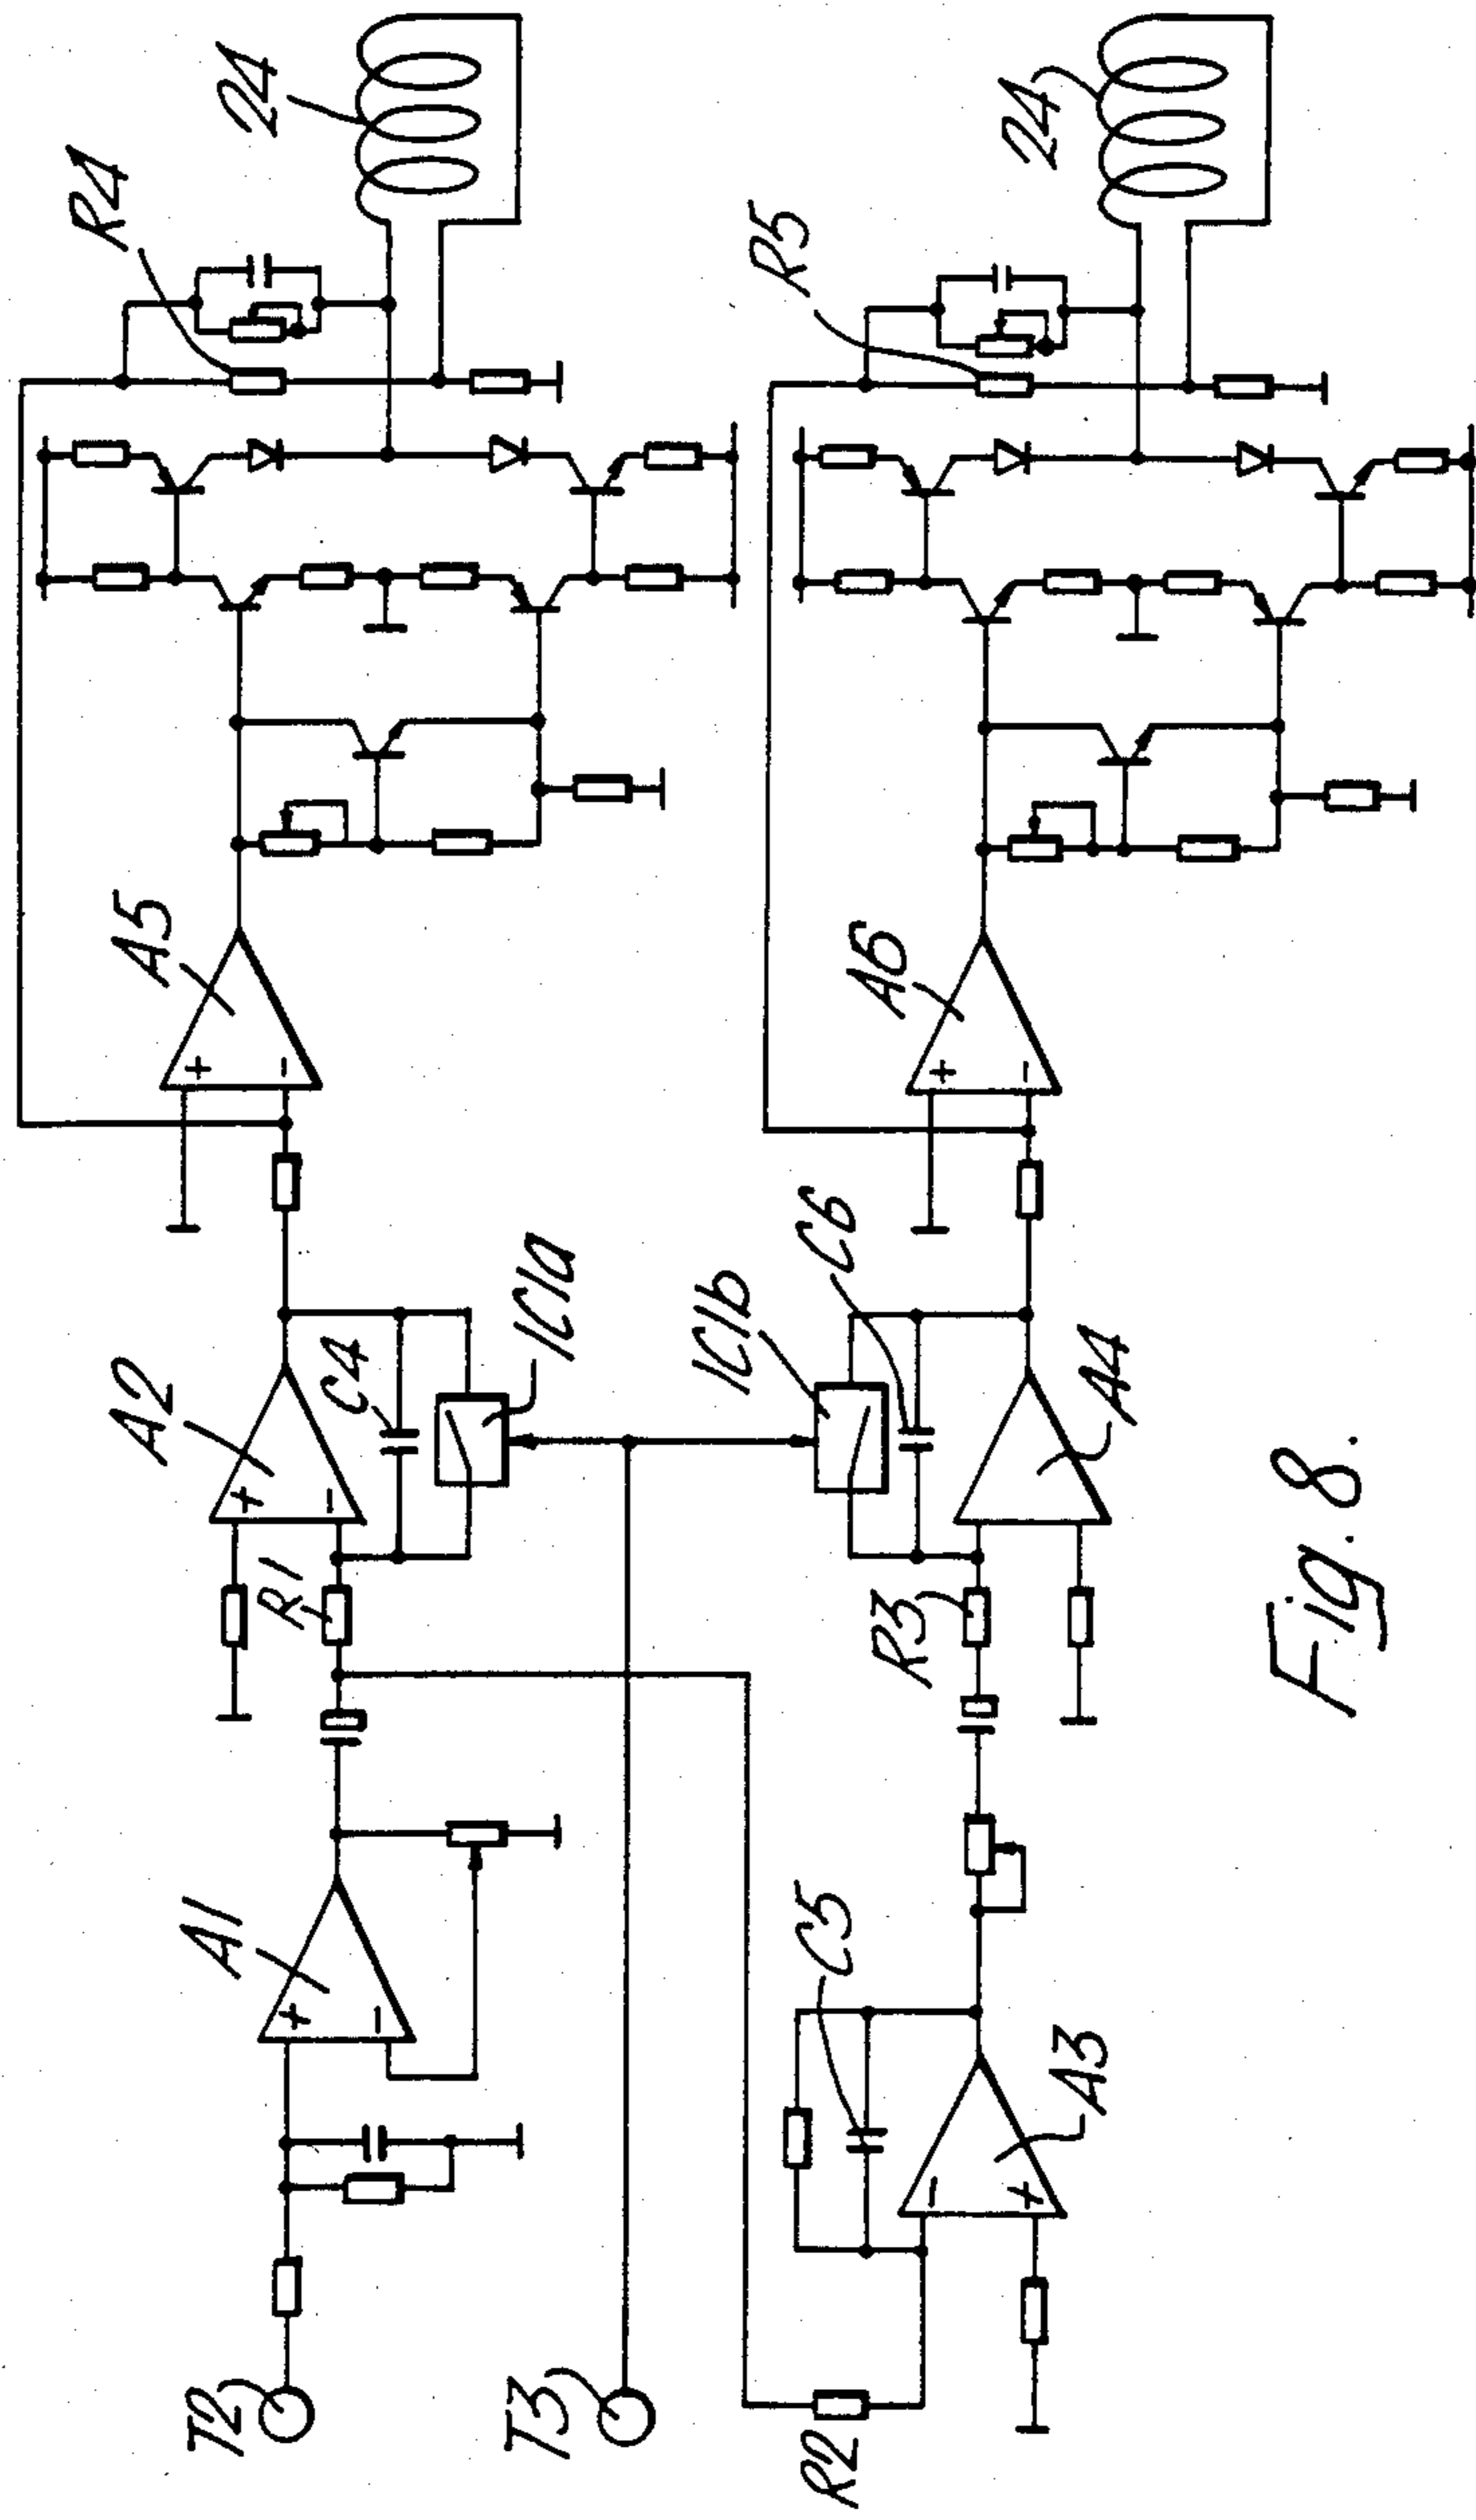 T2
A1
R1
A2
C4
IC1a
A5
R4
24
T3
IC1b
R2
C5
A3
R3
C6
A4
A6
R5
24
+
−
+
−
+
−
−
+
+
−
Fig. 8.